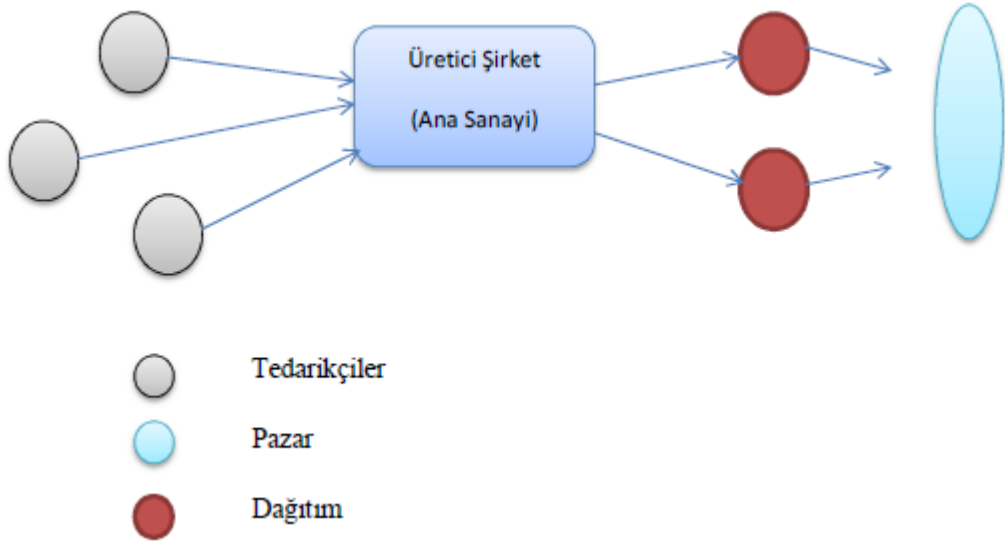 Üretici Şirket
(Ana Sanayi)
Tedarikçiler
Pazar
Dağıtım